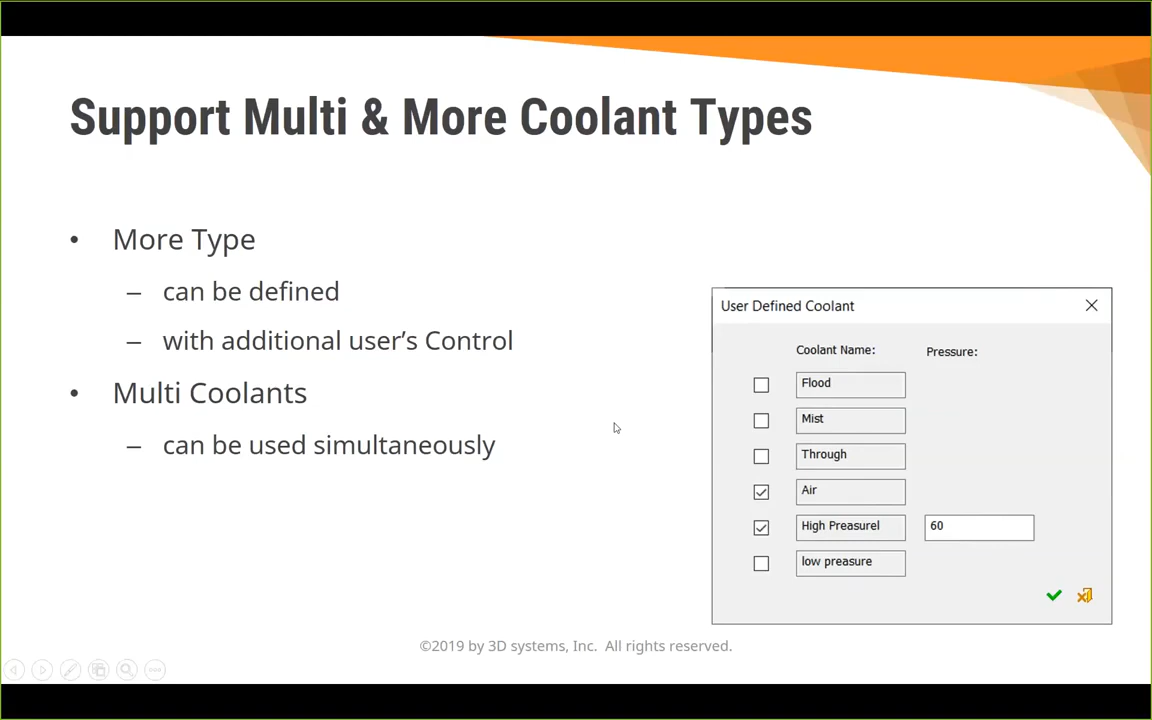 Support Multi & More Coolant Types
• More Type
– can be defined
– with additional user's Control
• Multi Coolants
– can be used simultaneously
User Defined Coolant
Coolant Name: Pressure:
Flood
Mist
Through
Air
High Preasurel 60
low preasure
©2019 by 3D systems, Inc. All rights reserved.